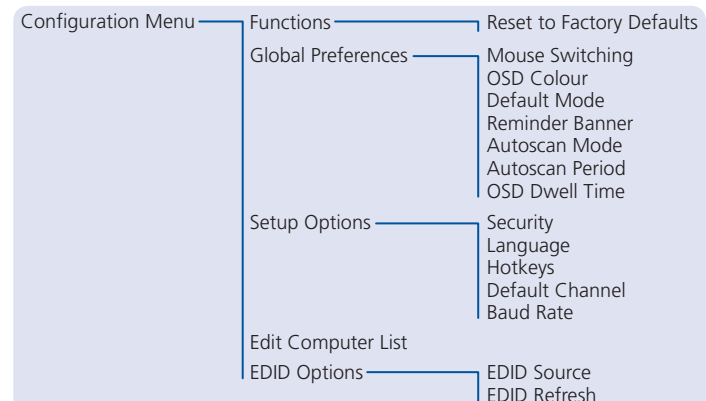 Configuration Menu Functions Reset to Factory Defaults
Global Preferences Mouse Switching
OSD Colour
Default Mode
Reminder Banner
Autoscan Mode
Autoscan Period
OSD Dwell Time
Setup Options Security
Language
Hotkeys
Default Channel
Baud Rate
Edit Computer List
EDID Options EDID Source
EDID Refresh